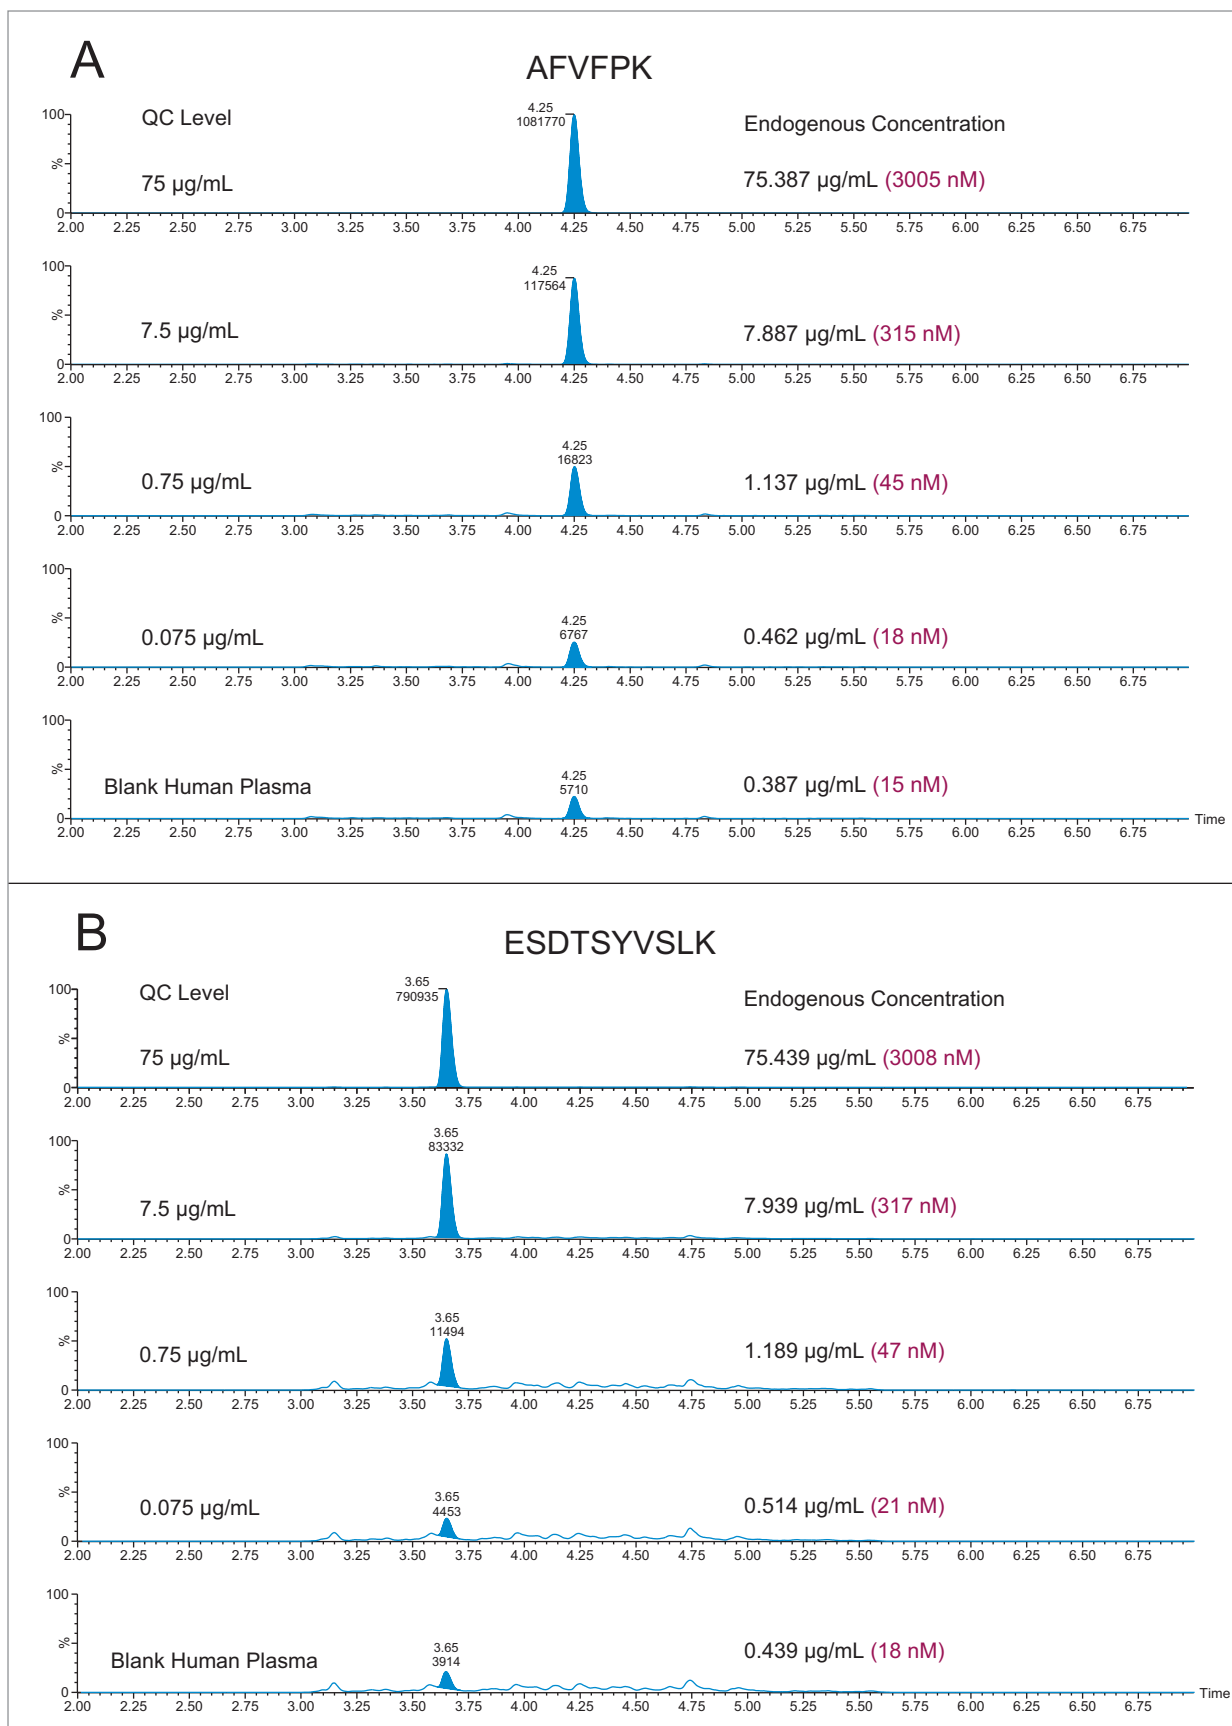 A
AFVFPK
QC Level
4.25
1081770
Endogenous Concentration
100
%
0
75 µg/mL
75.387 µg/mL (3005 nM)
2.00 2.25 2.50 2.75 3.00 3.25 3.50 3.75 4.00 4.25 4.50 4.75 5.00 5.25 5.50 5.75 6.00 6.25 6.50 6.75
100
%
0
4.25
117564
7.5 µg/mL
7.887 µg/mL (315 nM)
2.00 2.25 2.50 2.75 3.00 3.25 3.50 3.75 4.00 4.25 4.50 4.75 5.00 5.25 5.50 5.75 6.00 6.25 6.50 6.75
100
%
0
4.25
16823
0.75 µg/mL
1.137 µg/mL (45 nM)
2.00 2.25 2.50 2.75 3.00 3.25 3.50 3.75 4.00 4.25 4.50 4.75 5.00 5.25 5.50 5.75 6.00 6.25 6.50 6.75
100
%
0
4.25
6767
0.075 µg/mL
0.462 µg/mL (18 nM)
2.00 2.25 2.50 2.75 3.00 3.25 3.50 3.75 4.00 4.25 4.50 4.75 5.00 5.25 5.50 5.75 6.00 6.25 6.50 6.75
100
%
0
4.25
5710
Blank Human Plasma
0.387 µg/mL (15 nM)
2.00 2.25 2.50 2.75 3.00 3.25 3.50 3.75 4.00 4.25 4.50 4.75 5.00 5.25 5.50 5.75 6.00 6.25 6.50 6.75
Time
B
ESDTSYVSLK
QC Level
3.65
790935
Endogenous Concentration
100
%
0
75 µg/mL
75.439 µg/mL (3008 nM)
2.00 2.25 2.50 2.75 3.00 3.25 3.50 3.75 4.00 4.25 4.50 4.75 5.00 5.25 5.50 5.75 6.00 6.25 6.50 6.75
100
%
0
3.65
83332
7.5 µg/mL
7.939 µg/mL (317 nM)
2.00 2.25 2.50 2.75 3.00 3.25 3.50 3.75 4.00 4.25 4.50 4.75 5.00 5.25 5.50 5.75 6.00 6.25 6.50 6.75
100
%
0
3.65
11494
0.75 µg/mL
1.189 µg/mL (47 nM)
2.00 2.25 2.50 2.75 3.00 3.25 3.50 3.75 4.00 4.25 4.50 4.75 5.00 5.25 5.50 5.75 6.00 6.25 6.50 6.75
100
%
0
3.65
4453
0.075 µg/mL
0.514 µg/mL (21 nM)
2.00 2.25 2.50 2.75 3.00 3.25 3.50 3.75 4.00 4.25 4.50 4.75 5.00 5.25 5.50 5.75 6.00 6.25 6.50 6.75
100
%
0
3.65
3914
Blank Human Plasma
0.439 µg/mL (18 nM)
2.00 2.25 2.50 2.75 3.00 3.25 3.50 3.75 4.00 4.25 4.50 4.75 5.00 5.25 5.50 5.75 6.00 6.25 6.50 6.75
Time